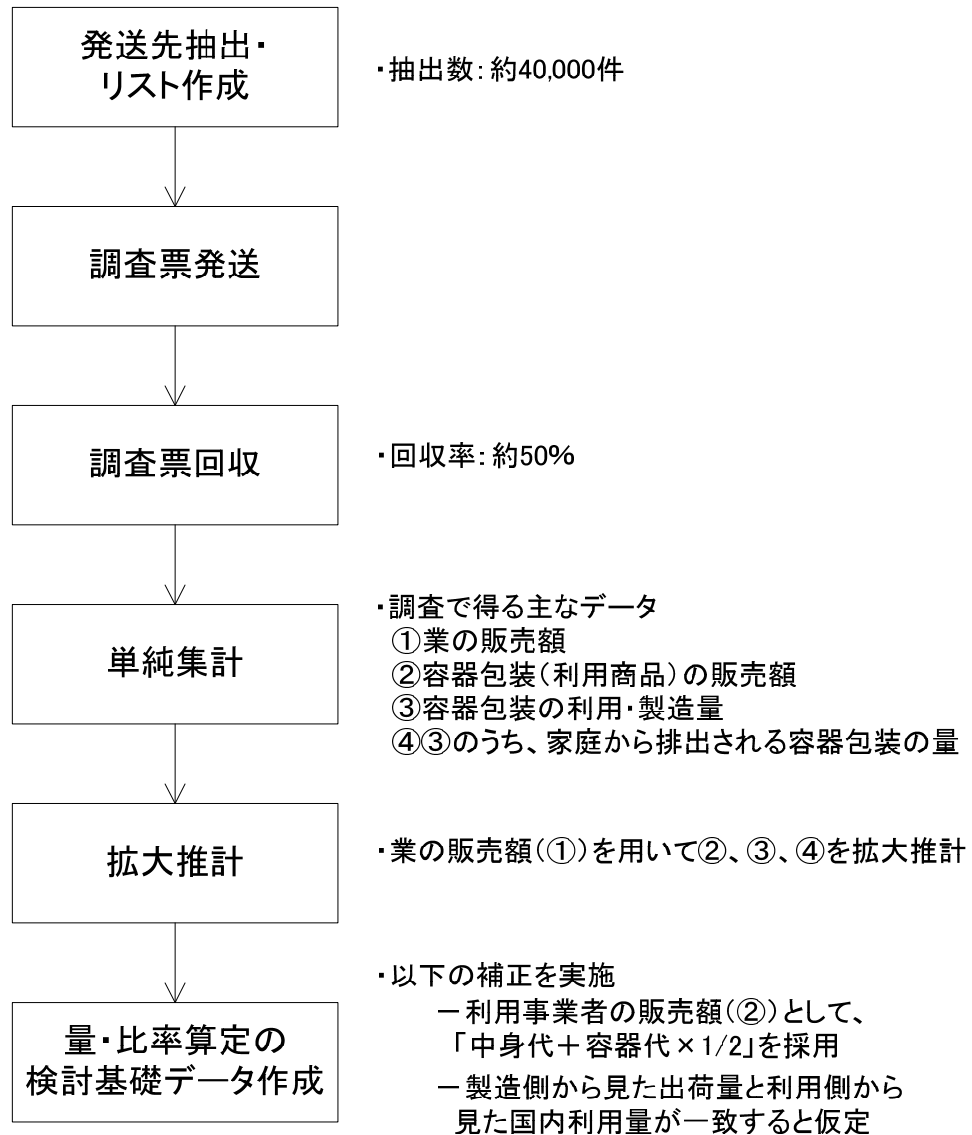 発送先抽出・
リスト作成
・抽出数：約40,000件
調査票発送
調査票回収
・回収率：約50%
単純集計
・調査で得る主なデータ
①業の販売額
②容器包装（利用商品）の販売額
③容器包装の利用・製造量
④③のうち、家庭から排出される容器包装の量
拡大推計
・業の販売額（①）を用いて②、③、④を拡大推計
量・比率算定の
検討基礎データ作成
・以下の補正を実施
－利用事業者の販売額（②）として、
「中身代＋容器代×1/2」を採用
－製造側から見た出荷量と利用側から
見た国内利用量が一致すると仮定